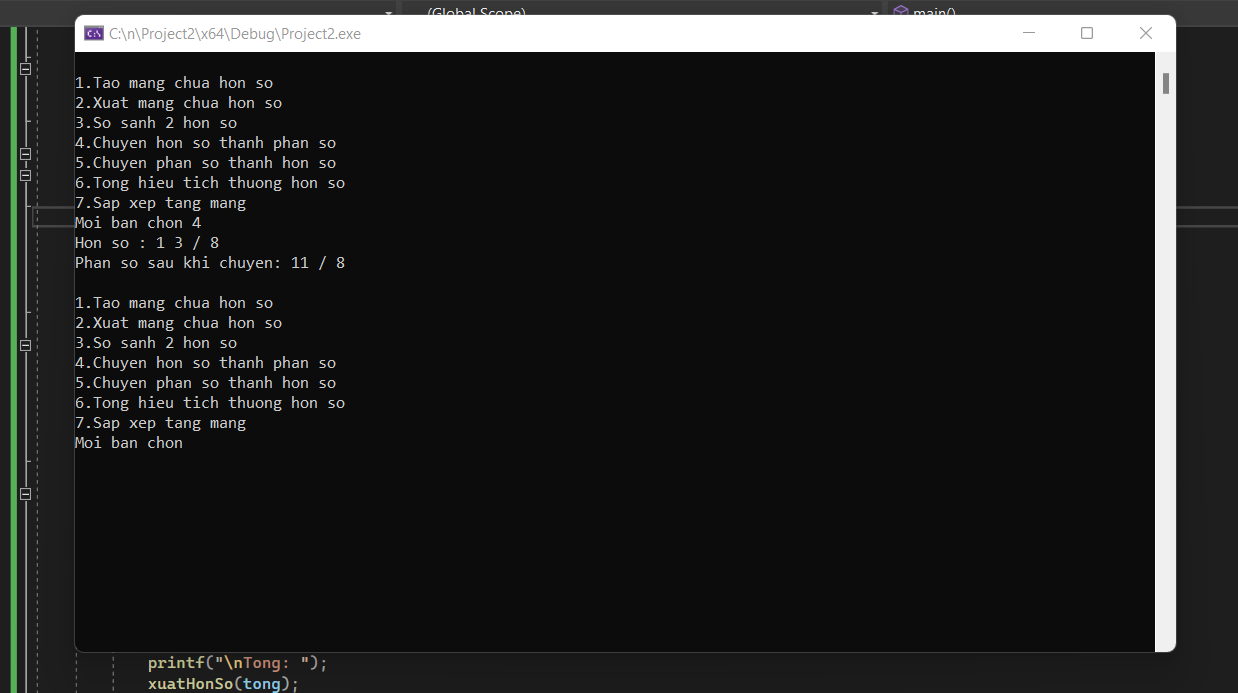 (Global Scope)
main()
C:\n\Project2\x64\Debug\Project2.exe
1.Tao mang chua hon so
2.Xuat mang chua hon so
3.So sanh 2 hon so
4.Chuyen hon so thanh phan so
5.Chuyen phan so thanh hon so
6.Tong hieu tich thuong hon so
7.Sap xep tang mang
Moi ban chon 4
Hon so : 1 3 / 8
Phan so sau khi chuyen: 11 / 8
1.Tao mang chua hon so
2.Xuat mang chua hon so
3.So sanh 2 hon so
4.Chuyen hon so thanh phan so
5.Chuyen phan so thanh hon so
6.Tong hieu tich thuong hon so
7.Sap xep tang mang
Moi ban chon
printf("\nTong: ");
xuatHonSo(tong);